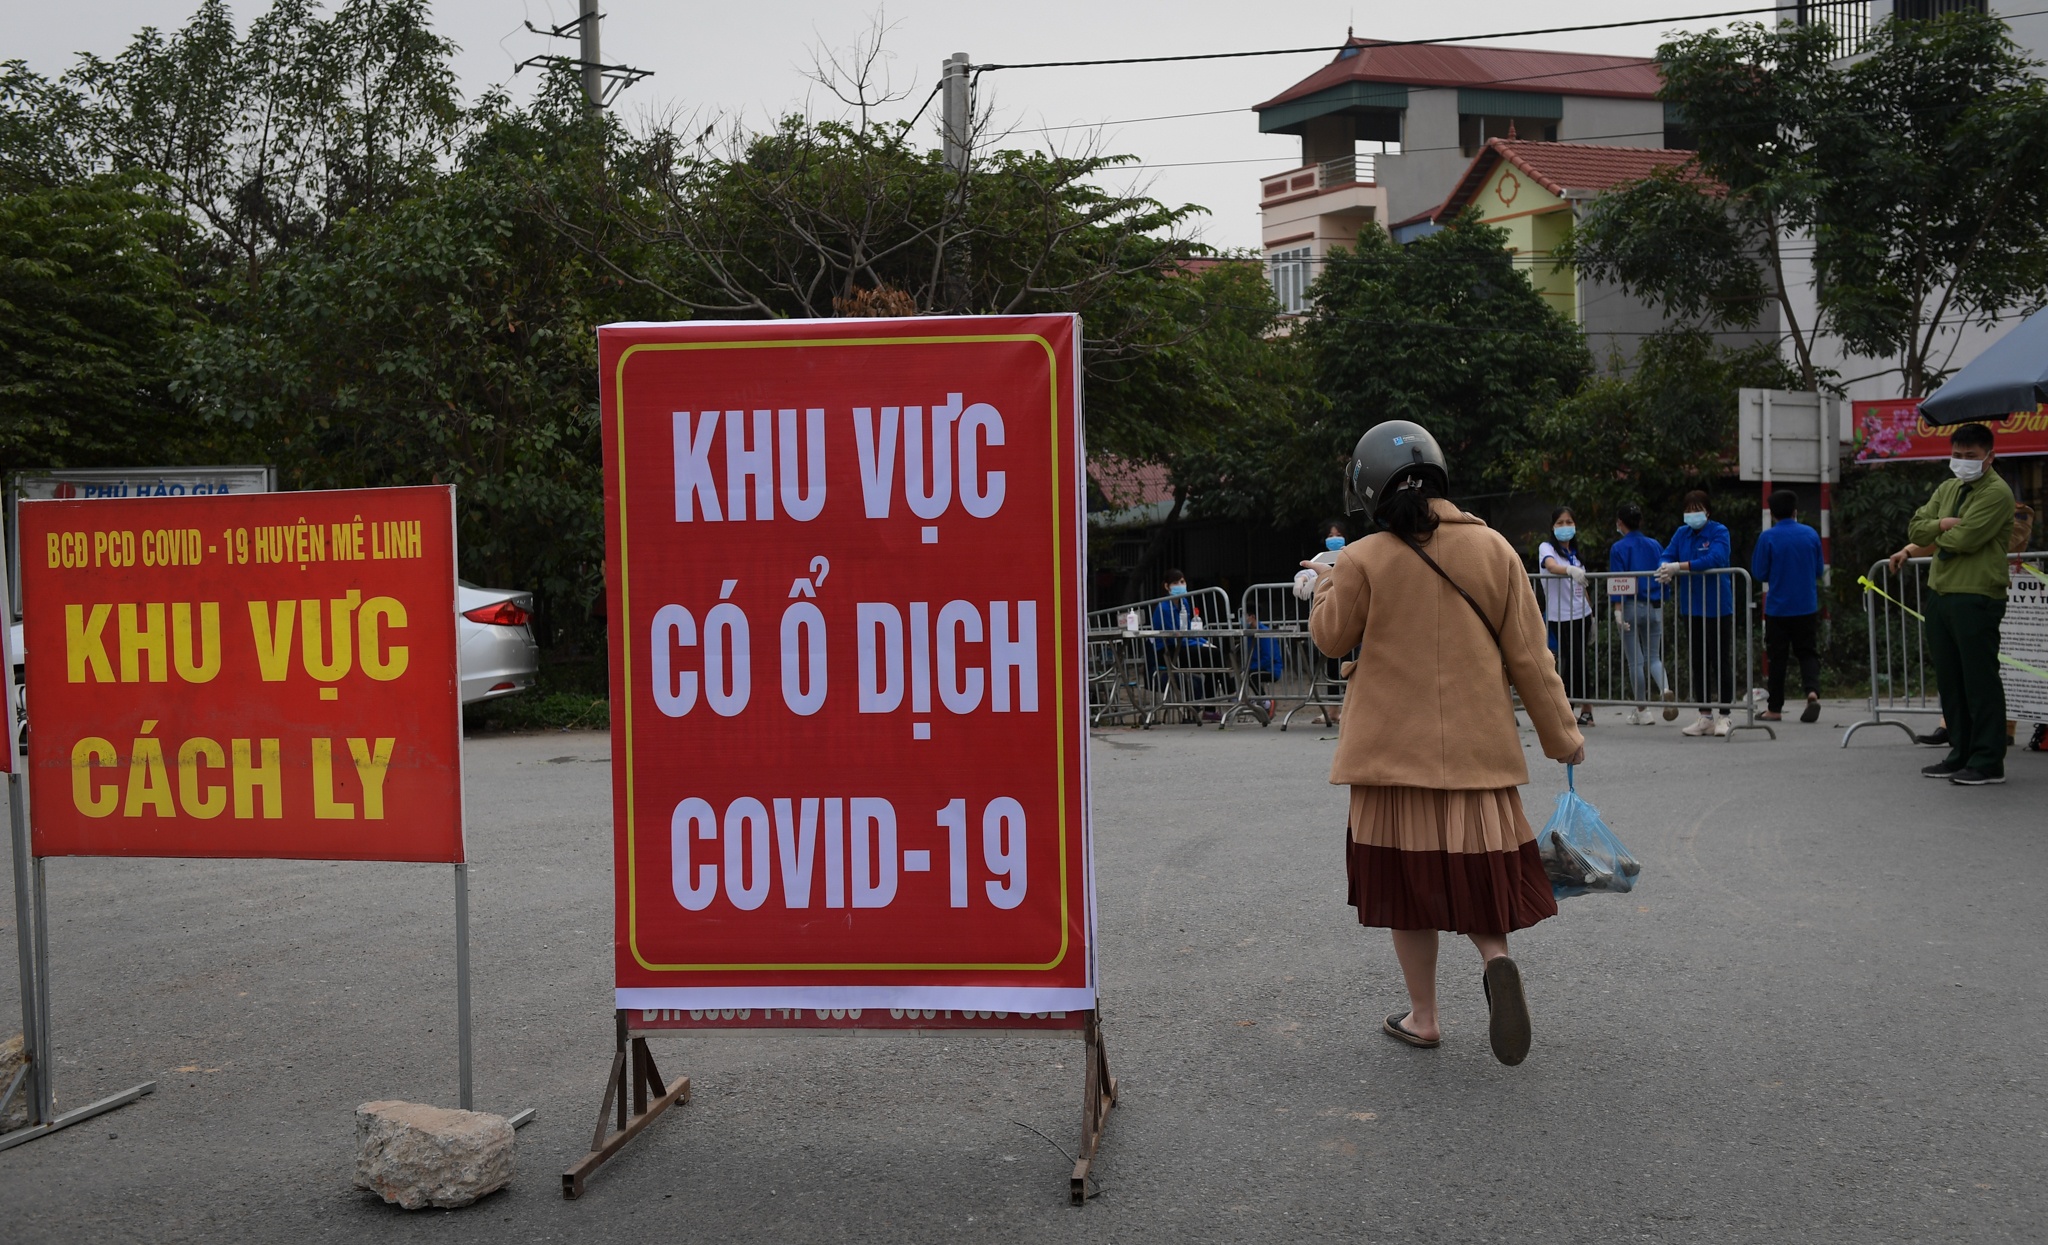 PHÚ HÀO GIA
BCĐ PCD COVID - 19 HUYỆN MÊ LINH
KHU VỰC
CÁCH LY
KHU VỰC
CÓ Ổ DỊCH
COVID-19
STOP